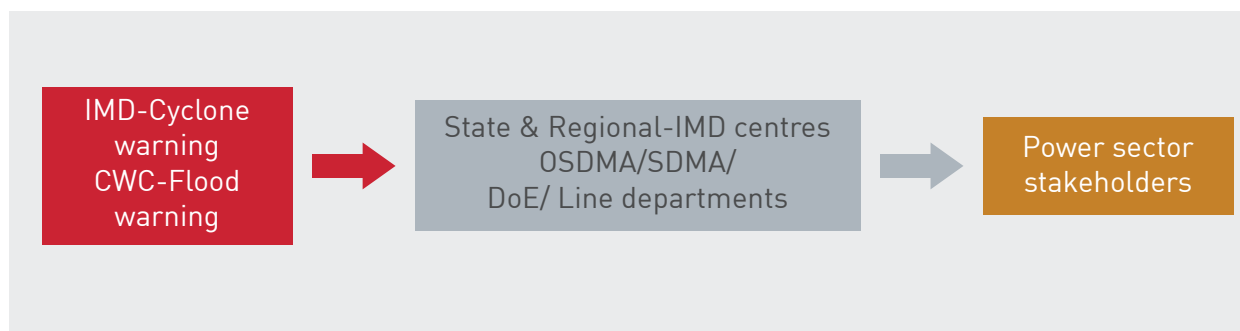 IMD-Cyclone
warning
CWC-Flood
warning
State & Regional-IMD centres
OSDMA/SDMA/
DoE/ Line departments
Power sector
stakeholders